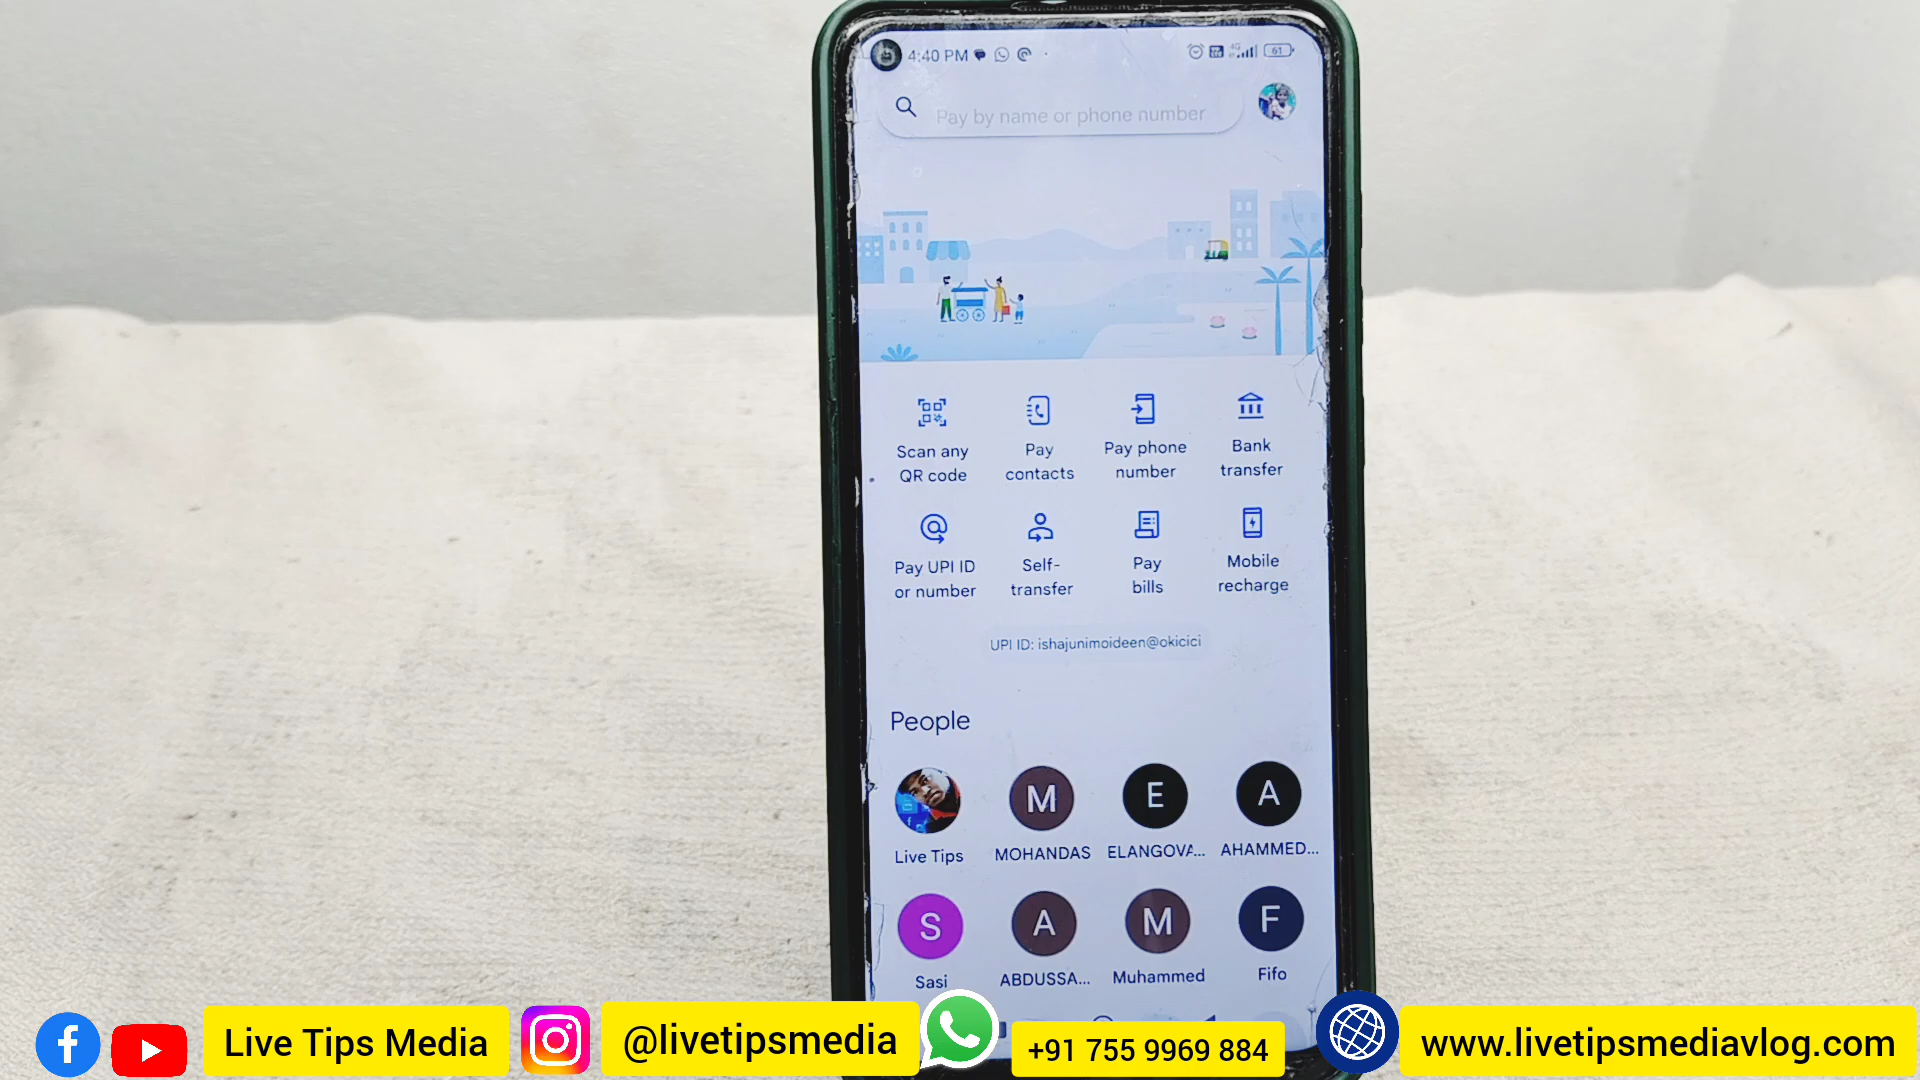 4:40 PM
4G
61
Pay by name or phone number
Scan any
QR code
Pay
contacts
Pay phone
number
Bank
transfer
Pay UPI ID
or number
Self-
transfer
Pay
bills
Mobile
recharge
UPI ID: ishajunimoideen@okicici
People
M
E
A
Live Tips
MOHANDAS
ELANGOVA...
AHAMMED...
S
A
M
F
Sasi
ABDUSSA...
Muhammed
Fifo
Live Tips Media
@livetipsmedia
+91 755 9969 884
www.livetipsmediavlog.com